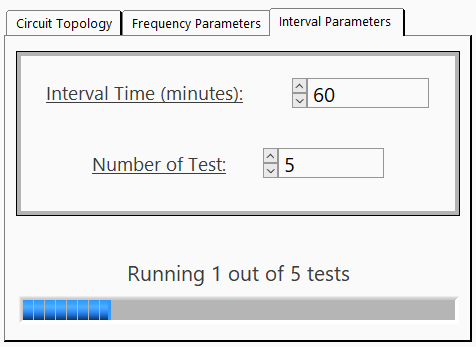 Circuit Topology Frequency Parameters Interval Parameters
Interval Time (minutes): 60
Number of Test: 5
Running 1 out of 5 tests